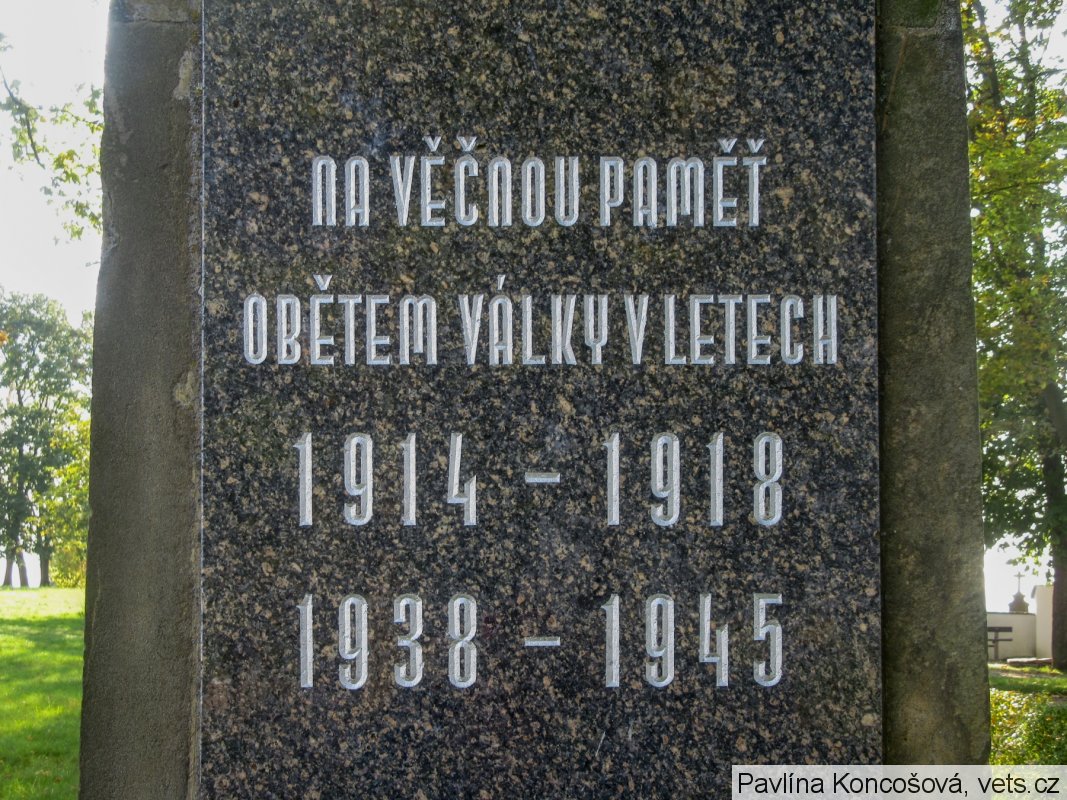 NA VĚČNOU PAMĚŤ
OBĚTEM VÁLKY V LETECH
1914 – 1918
1938 – 1945
Pavlína Koncošová, vets.cz